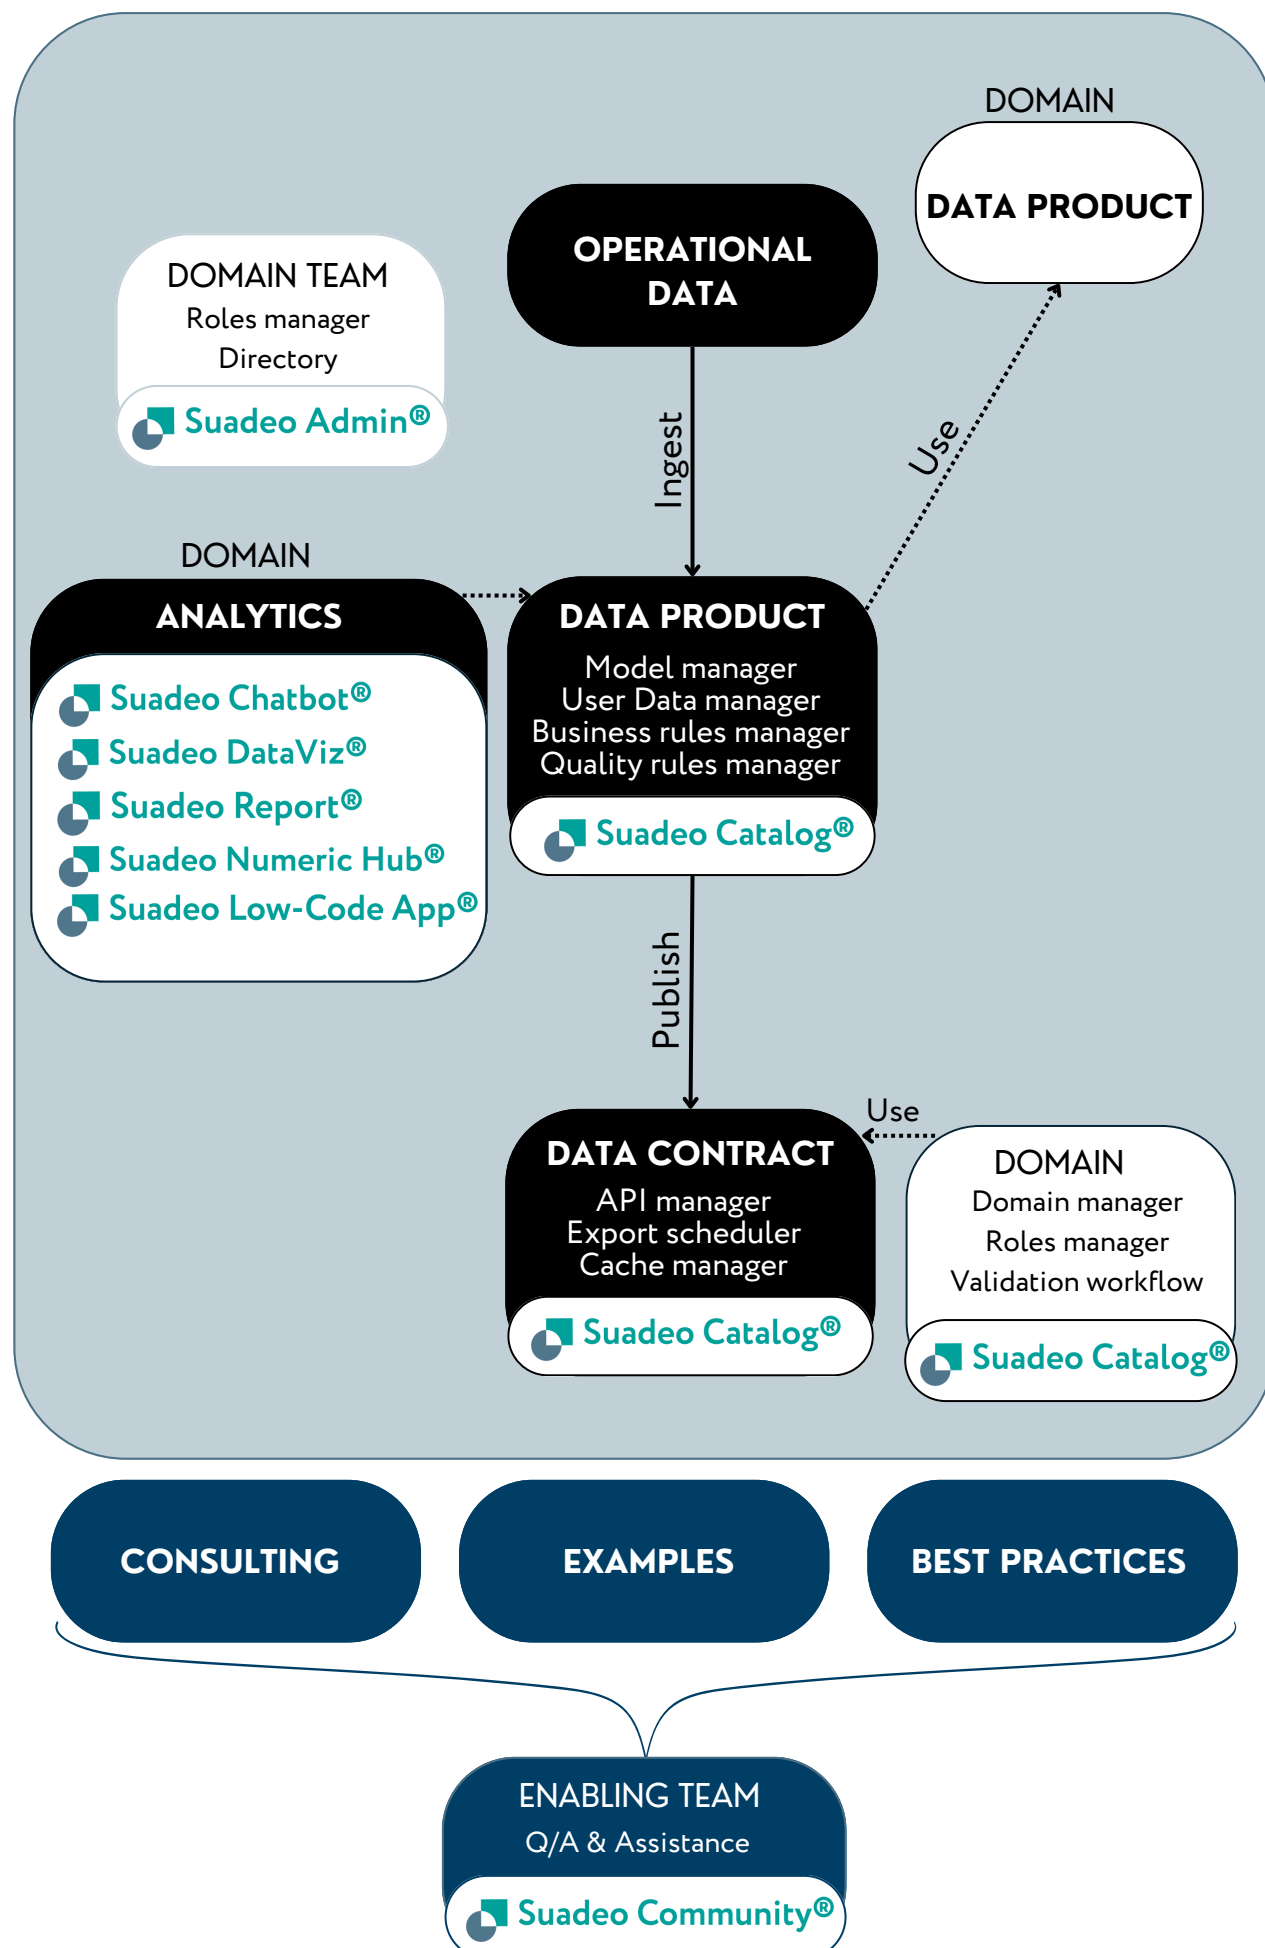 DOMAIN
DATA PRODUCT
OPERATIONAL
DATA
DOMAIN TEAM
Roles manager
Directory
Suadeo Admin®
Ingest
Use
DOMAIN
ANALYTICS
Suadeo Chatbot®
Suadeo DataViz®
Suadeo Report®
Suadeo Numeric Hub®
Suadeo Low-Code App®
DATA PRODUCT
Model manager
User Data manager
Business rules manager
Quality rules manager
Suadeo Catalog®
Publish
DATA CONTRACT
API manager
Export scheduler
Cache manager
Suadeo Catalog®
Use
DOMAIN
Domain manager
Roles manager
Validation workflow
Suadeo Catalog®
CONSULTING
EXAMPLES
BEST PRACTICES
ENABLING TEAM
Q/A & Assistance
Suadeo Community®